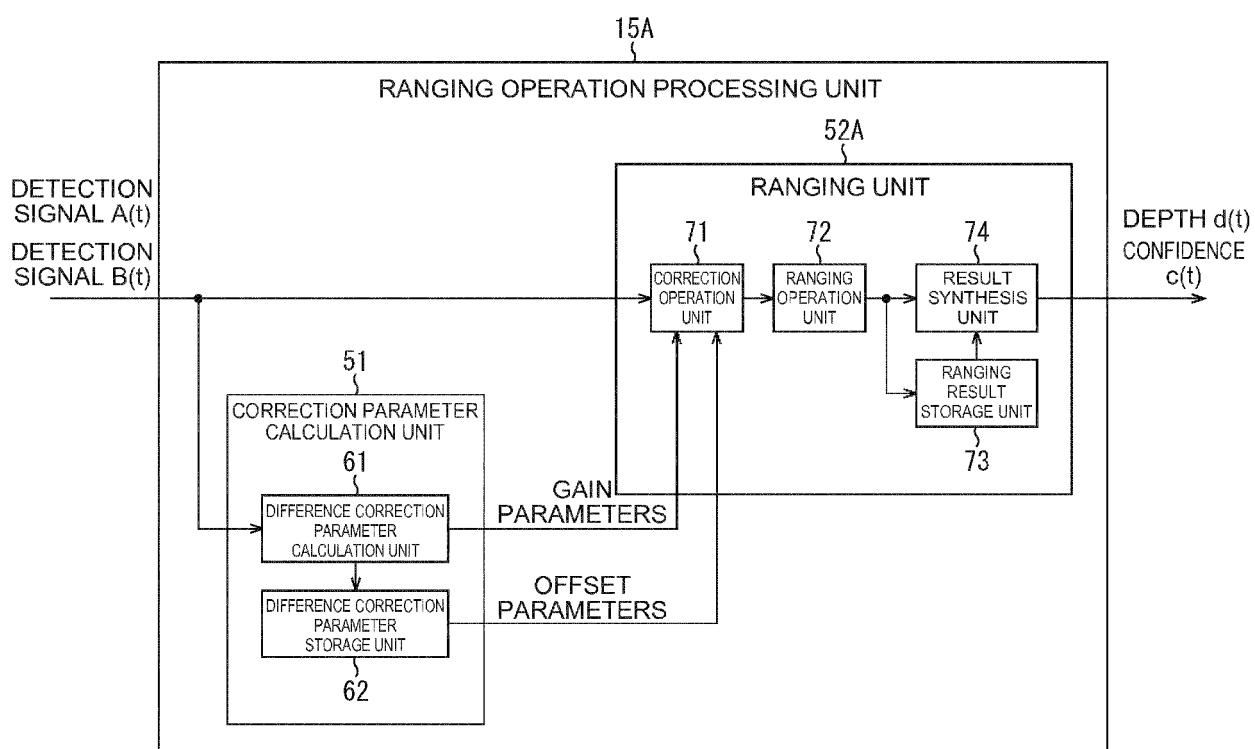 15A
RANGING OPERATION PROCESSING UNIT
52A
RANGING UNIT
DETECTION
SIGNAL A(t)
DETECTION
SIGNAL B(t)
71
CORRECTION
OPERATION
UNIT
72
RANGING
OPERATION
UNIT
74
RESULT
SYNTHESIS
UNIT
DEPTH d(t)
CONFIDENCE
c(t)
RANGING
RESULT
STORAGE UNIT
73
51
CORRECTION PARAMETER
CALCULATION UNIT
61
DIFFERENCE CORRECTION
PARAMETER
CALCULATION UNIT
GAIN
PARAMETERS
DIFFERENCE CORRECTION
PARAMETER
STORAGE UNIT
62
OFFSET
PARAMETERS